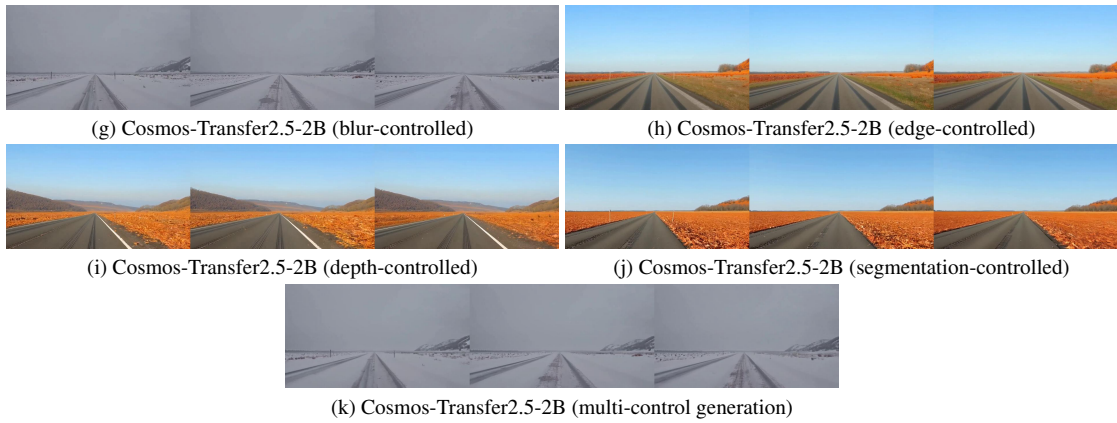 (g) Cosmos-Transfer2.5-2B (blur-controlled)
(h) Cosmos-Transfer2.5-2B (edge-controlled)
(i) Cosmos-Transfer2.5-2B (depth-controlled)
(j) Cosmos-Transfer2.5-2B (segmentation-controlled)
(k) Cosmos-Transfer2.5-2B (multi-control generation)